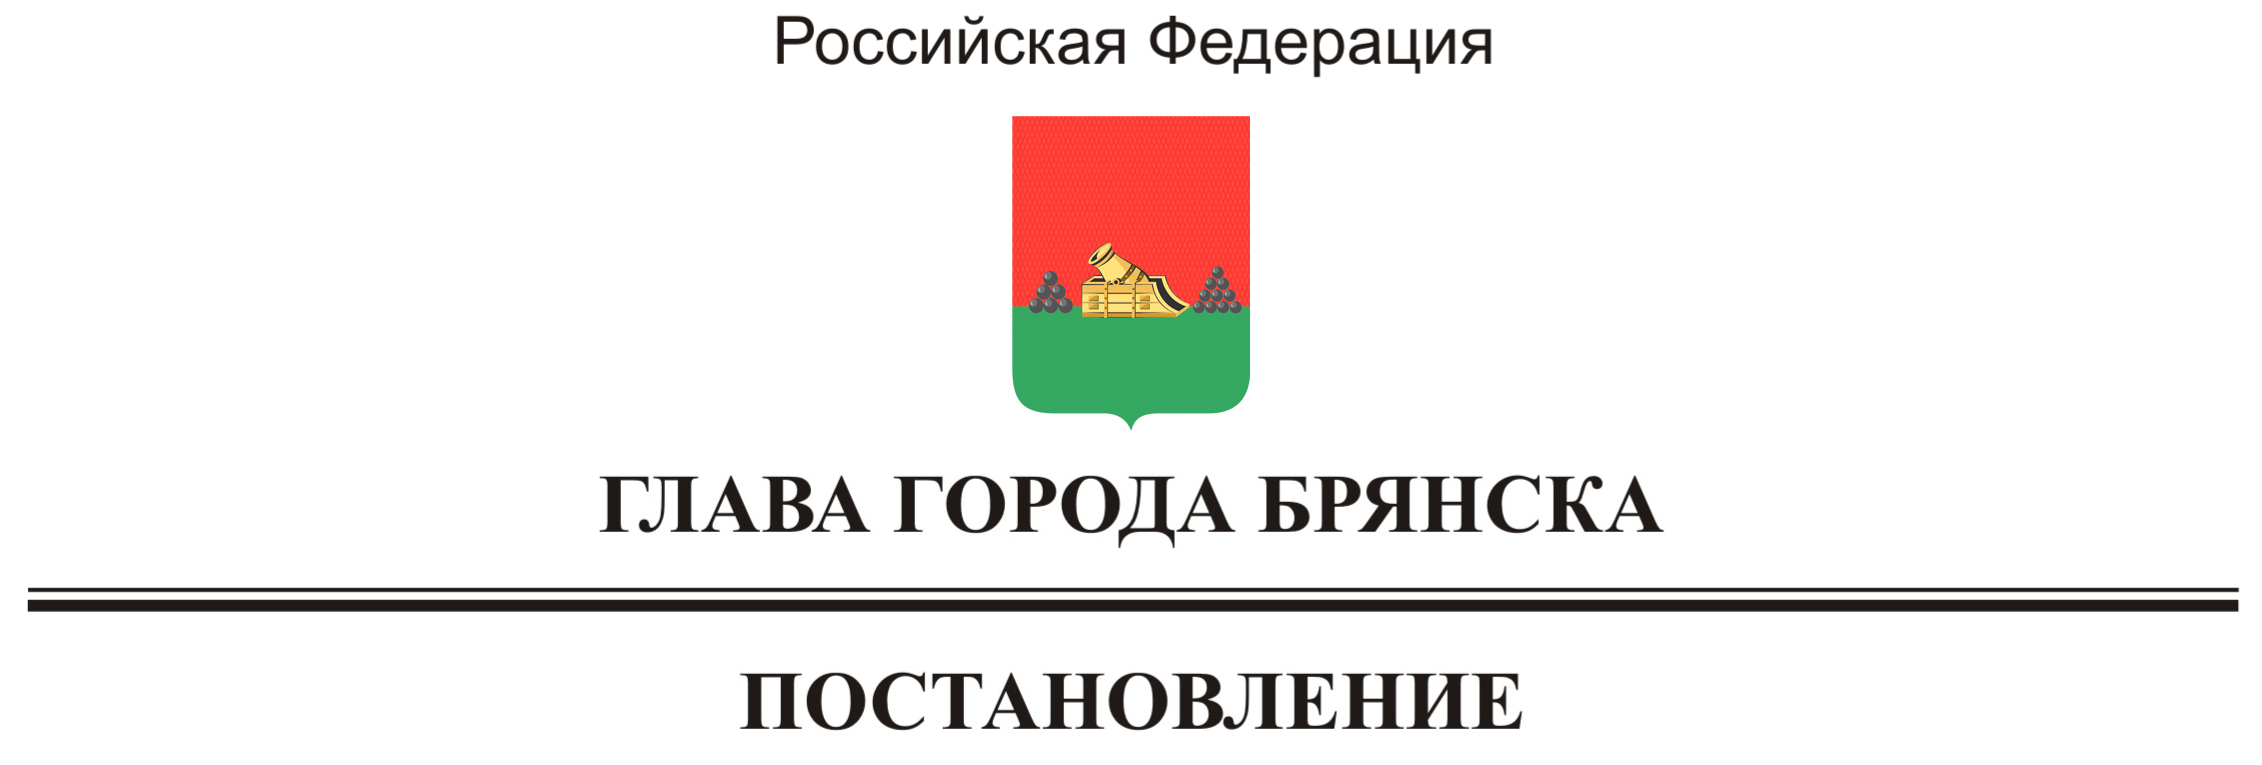 Российская Федерация
ГЛАВА ГОРОДА БРЯНСКА
ПОСТАНОВЛЕНИЕ